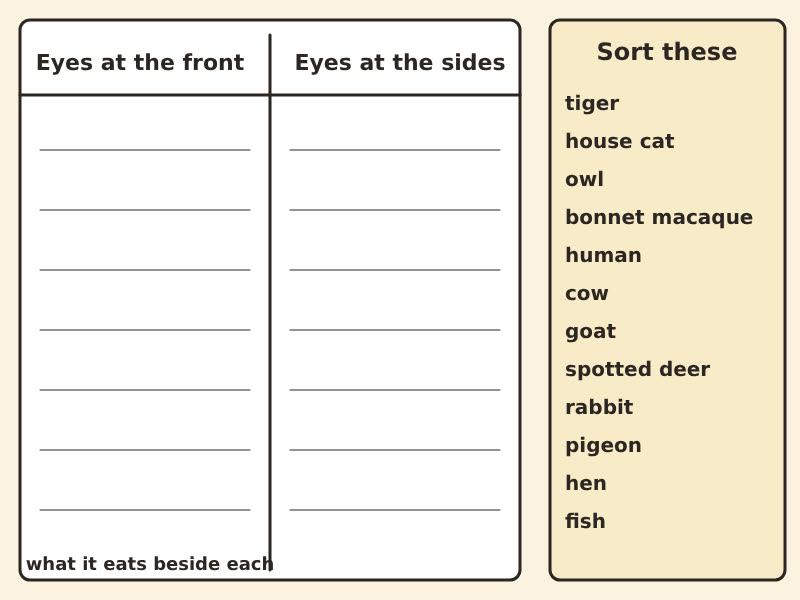 Eyes at the front
Eyes at the sides
what it eats beside each
Sort these
tiger
house cat
owl
bonnet macaque
human
cow
goat
spotted deer
rabbit
pigeon
hen
fish